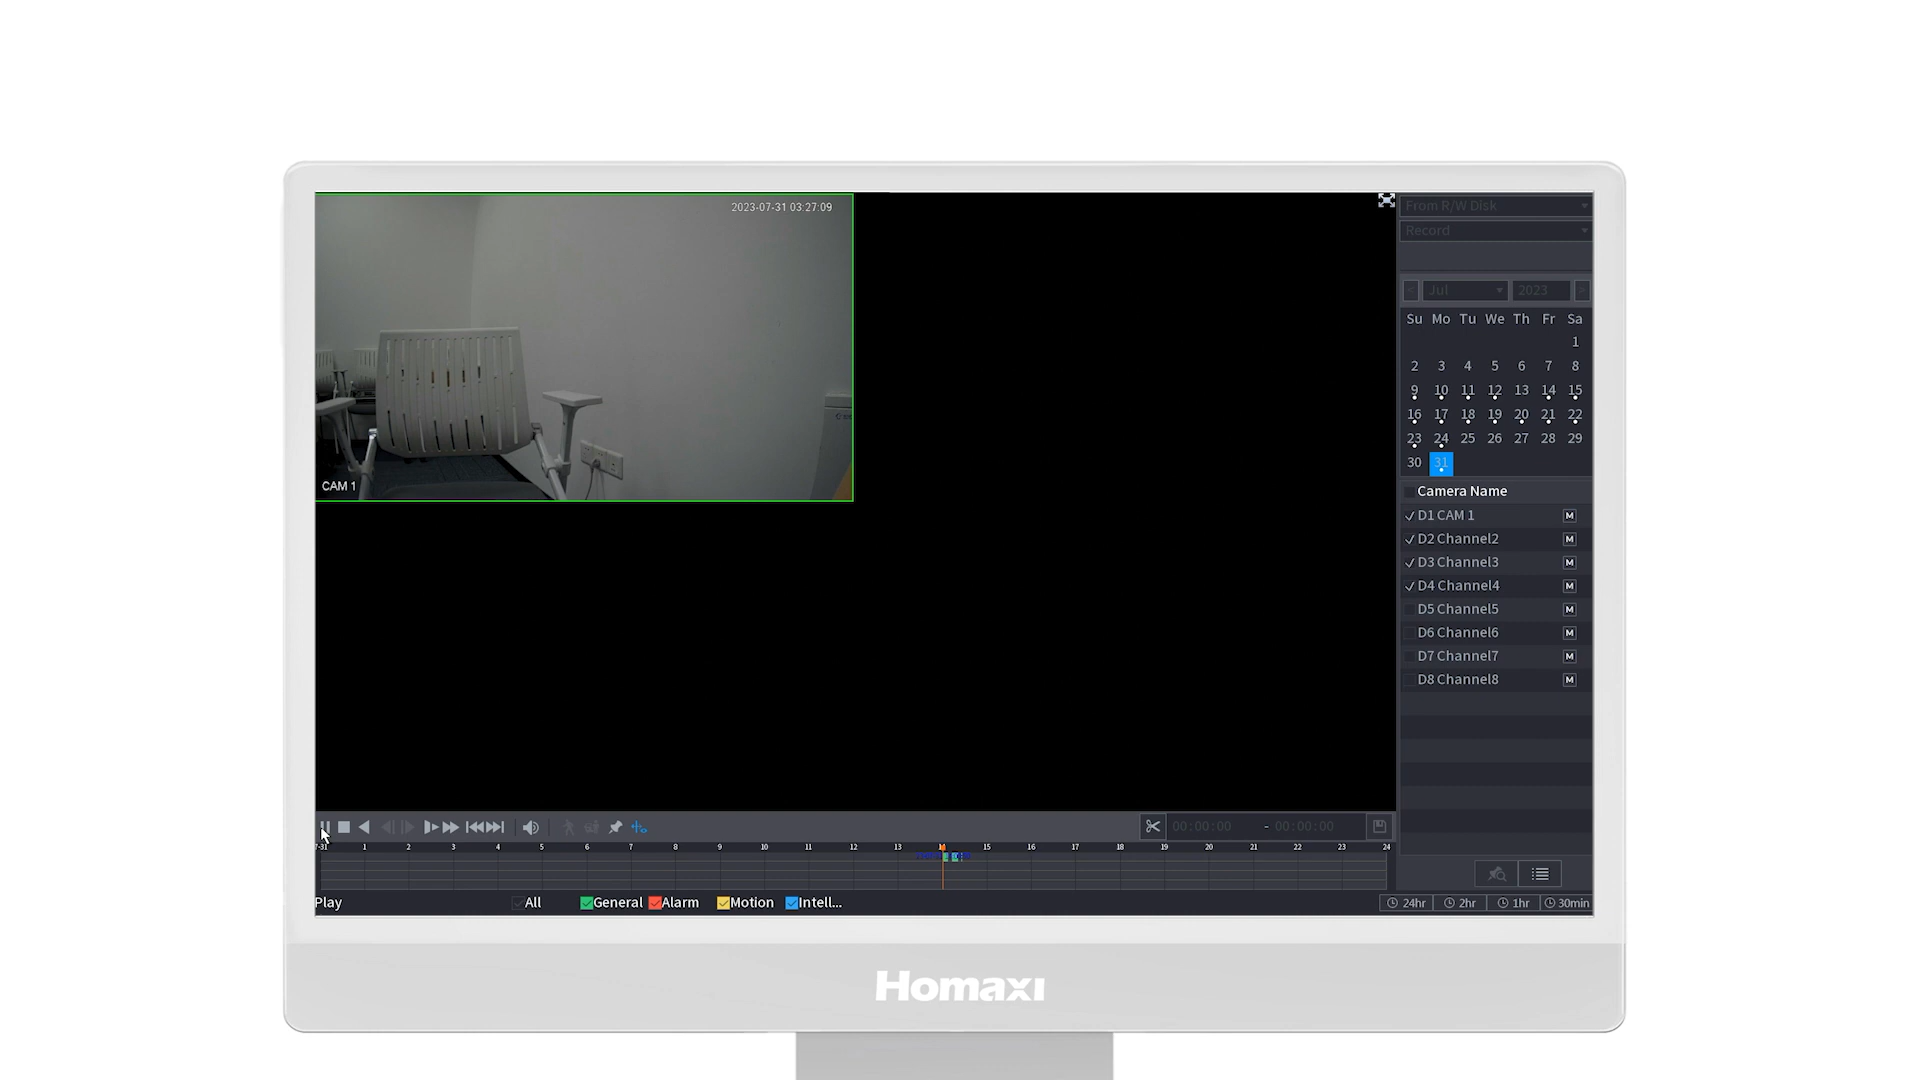 2023-07-31 03:27:09
CAM 1
From R/W Disk
Record
< Jul 2023 >
Su Mo Tu We Th Fr Sa
1
2 3 4 5 6 7 8
9 10 11 12 13 14 15
16 17 18 19 20 21 22
23 24 25 26 27 28 29
30 31
Camera Name
D1 CAM 1 M
D2 Channel2 M
D3 Channel3 M
D4 Channel4 M
D5 Channel5 M
D6 Channel6 M
D7 Channel7 M
D8 Channel8 M
00:00:00 - 00:00:00
7-31 1 2 3 4 5 6 7 8 9 10 11 12 13 14 15 16 17 18 19 20 21 22 23 24
Play All General Alarm Motion Intell... 24hr 2hr 1hr 30min
Homaxi